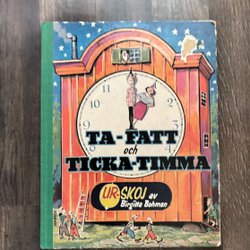 TA-FATT
och
TICKA-TIMMA
UR-SKOJ av
Birgitta Bohman